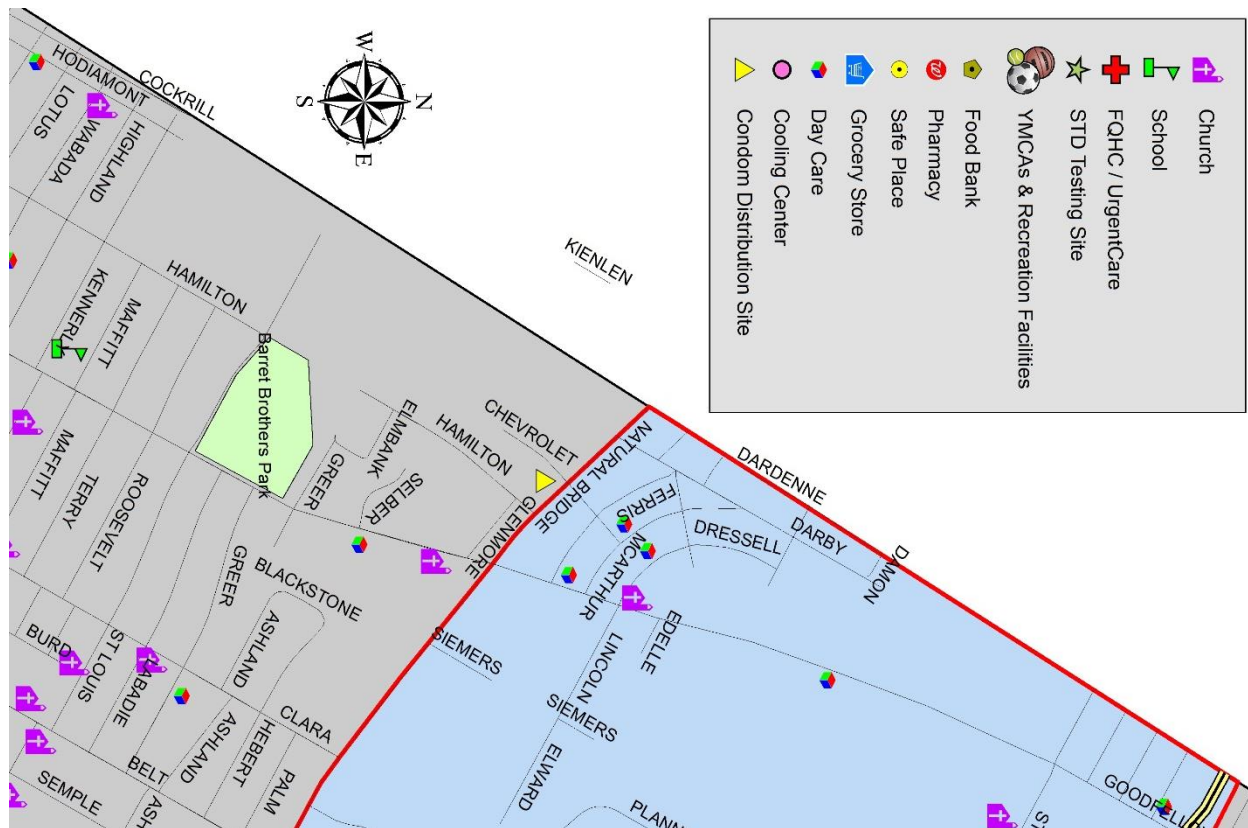 Church
School
FQHC / UrgentCare
STD Testing Site
YMCAs & Recreation Facilities
Food Bank
Pharmacy
Safe Place
Grocery Store
Day Care
Cooling Center
Condom Distribution Site
W
N
S
E
HODIAMONT
COCKRILL
LOTUS
WABADA
HIGHLAND
KIENLEN
HAMILTON
KENNERL
MAFFITT
Barret Brothers Park
CHEVROLET
ELMBANK
HAMILTON
NATURAL BRIDGE
DARDENNE
GREER
SELBER
GLENMORE
FERRIS
DARBY
DRESSELL
MAFFITT
TERRY
ROOSEVELT
MCARTHUR
DAMON
GREER
BLACKSTONE
ASHLAND
SIEMERS
EDELLE
LINCOLN
BURD
ST LOUIS
LABADIE
SIEMERS
CLARA
ASHLAND
HEBERT
BELT
PALM
ELWARD
SEMPLE
PLANN
GOODFELLOW